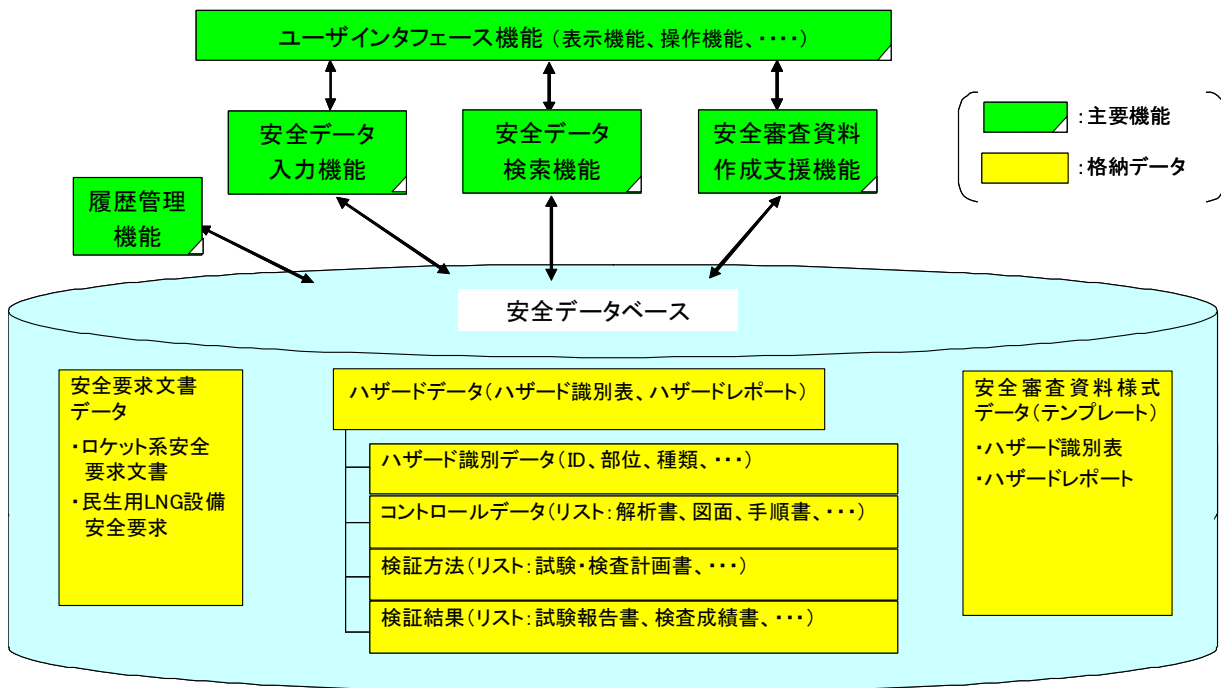 ユーザインタフェース機能（表示機能、操作機能、････）
安全データ
入力機能
安全データ
検索機能
安全審査資料
作成支援機能
：主要機能
：格納データ
履歴管理
機能
安全データベース
安全要求文書
データ
・ロケット系安全
要求文書
・民生用LNG設備
安全要求
ハザードデータ（ハザード識別表、ハザードレポート）
ハザード識別データ（ID、部位、種類、・・・）
コントロールデータ（リスト：解析書、図面、手順書、・・・）
検証方法（リスト：試験・検査計画書、・・・）
検証結果（リスト：試験報告書、検査成績書、・・・）
安全審査資料様式
データ（テンプレート）
・ハザード識別表
・ハザードレポート